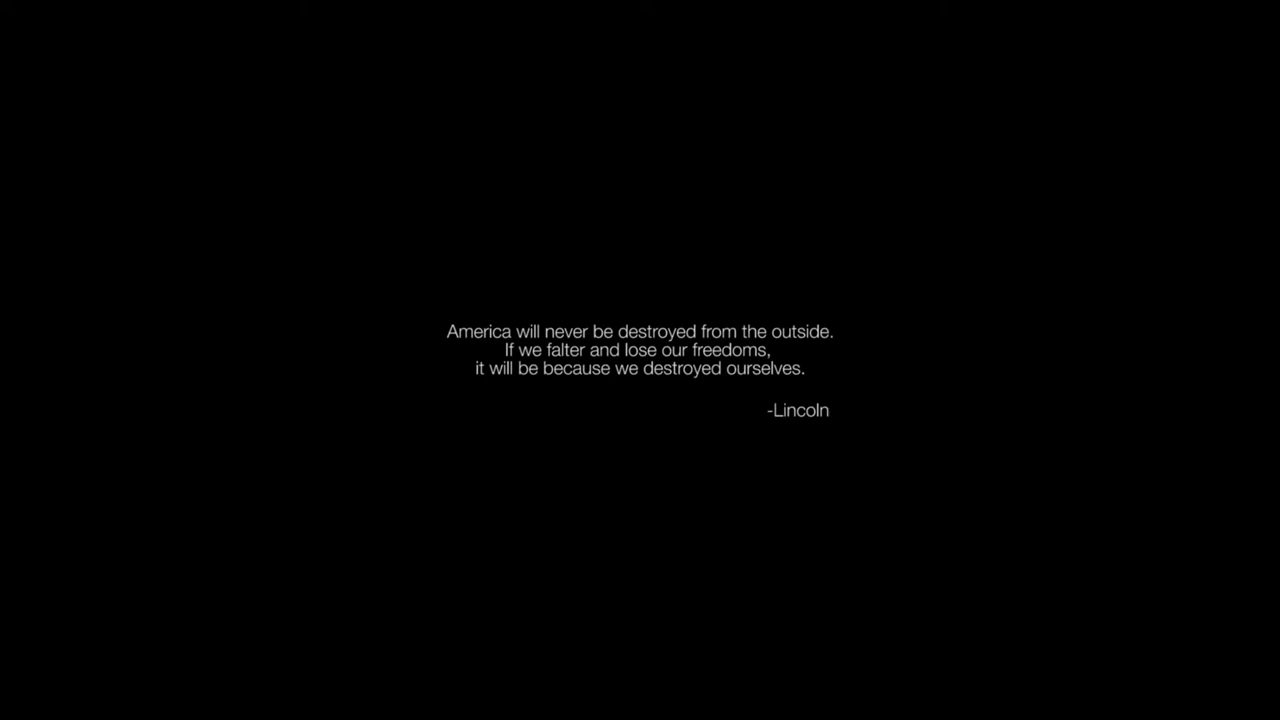 America will never be destroyed from the outside.
If we falter and lose our freedoms,
it will be because we destroyed ourselves.
-Lincoln